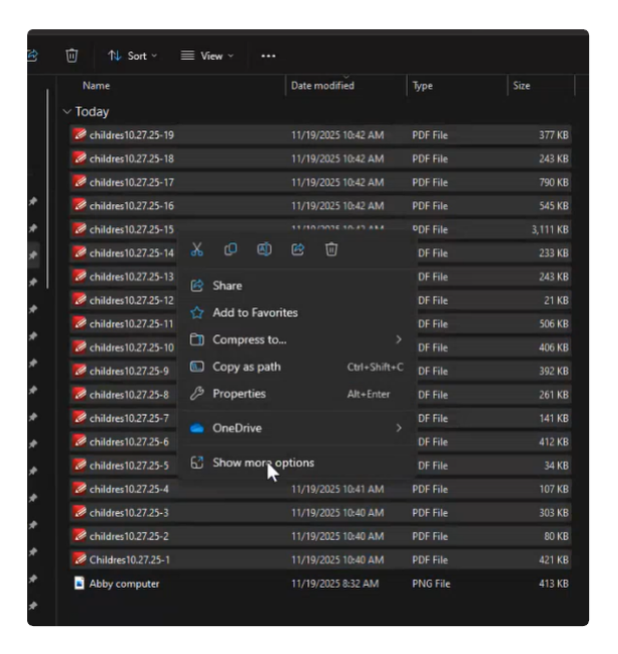 Sort View ...
Name Date modified Type Size
Today
childres10.27.25-19 11/19/2025 10:42 AM PDF File 377 KB
childres10.27.25-18 11/19/2025 10:42 AM PDF File 243 KB
childres10.27.25-17 11/19/2025 10:42 AM PDF File 790 KB
childres10.27.25-16 11/19/2025 10:42 AM PDF File 545 KB
childres10.27.25-15 PDF File 3,111 KB
childres10.27.25-14 DF File 233 KB
childres10.27.25-13 DF File 243 KB
Share
childres10.27.25-12 DF File 21 KB
Add to Favorites
childres10.27.25-11 DF File 506 KB
Compress to...
childres10.27.25-10 DF File 406 KB
Copy as path Ctrl+Shift+C
childres10.27.25-9 DF File 392 KB
childres10.27.25-8 DF File 261 KB
Properties Alt+Enter
childres10.27.25-7 DF File 141 KB
OneDrive
childres10.27.25-6 DF File 412 KB
childres10.27.25-5 DF File 34 KB
Show more options
childres10.27.25-4 11/19/2025 10:41 AM PDF File 107 KB
childres10.27.25-3 11/19/2025 10:40 AM PDF File 303 KB
childres10.27.25-2 11/19/2025 10:40 AM PDF File 80 KB
Childres10.27.25-1 11/19/2025 10:40 AM PDF File 421 KB
Abby computer 11/19/2025 8:32 AM PNG File 413 KB